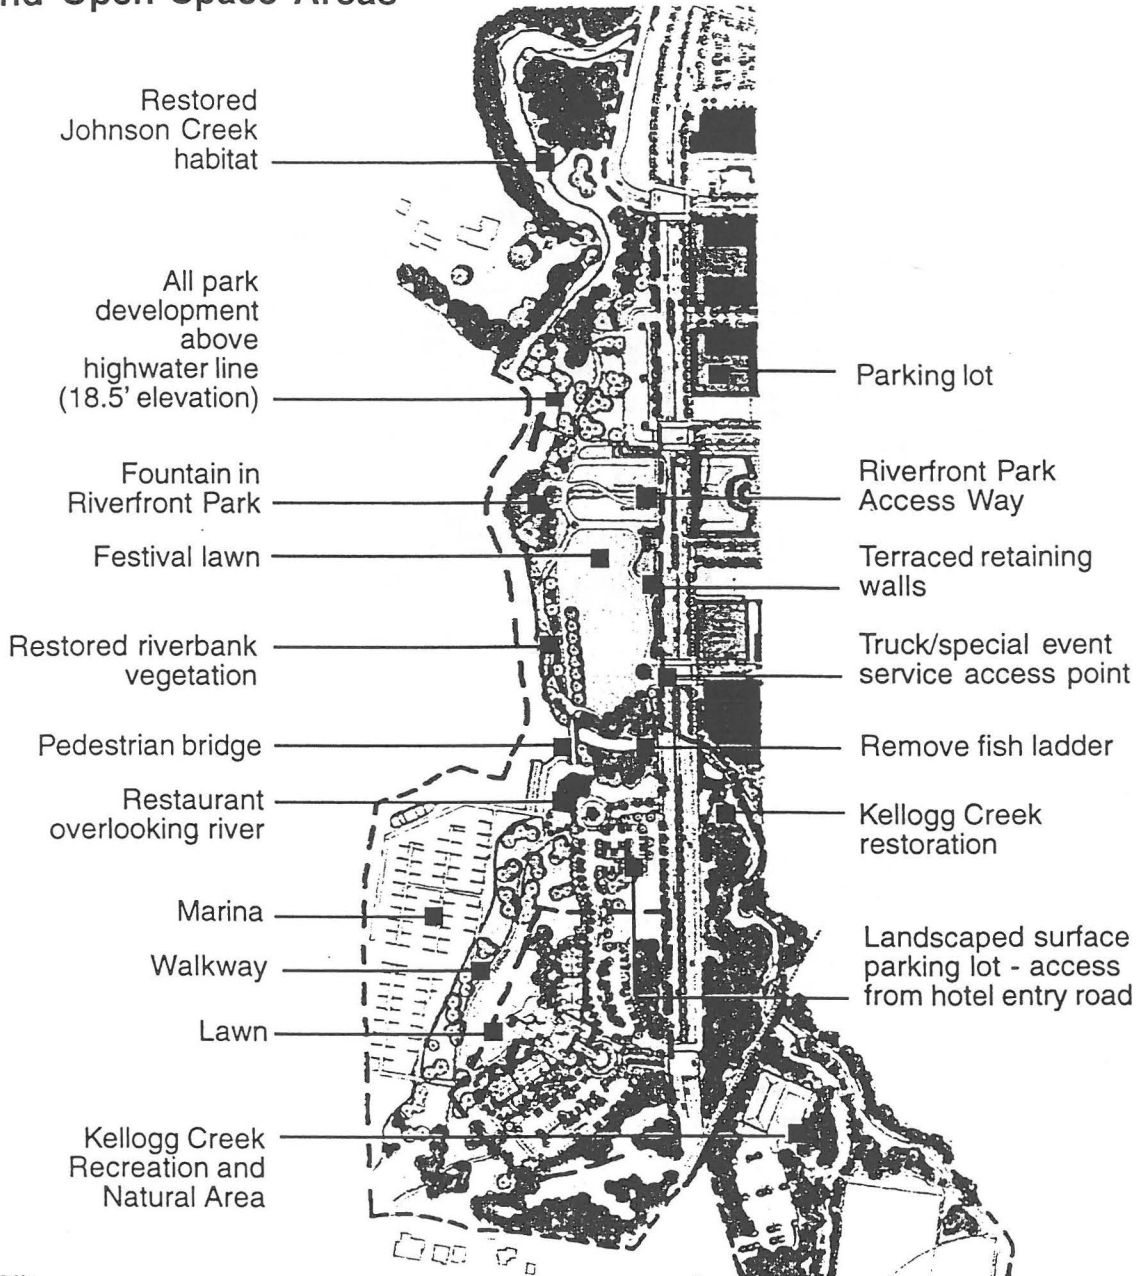 nd Open Space Areas
Restored
Johnson Creek
habitat
All park
development
above
highwater line
(18.5' elevation)
Fountain in
Riverfront Park
Festival lawn
Restored riverbank
vegetation
Pedestrian bridge
Restaurant
overlooking river
Marina
Walkway
Lawn
Kellogg Creek
Recreation and
Natural Area
Parking lot
Riverfront Park
Access Way
Terraced retaining
walls
Truck/special event
service access point
Remove fish ladder
Kellogg Creek
restoration
Landscaped surface
parking lot - access
from hotel entry road